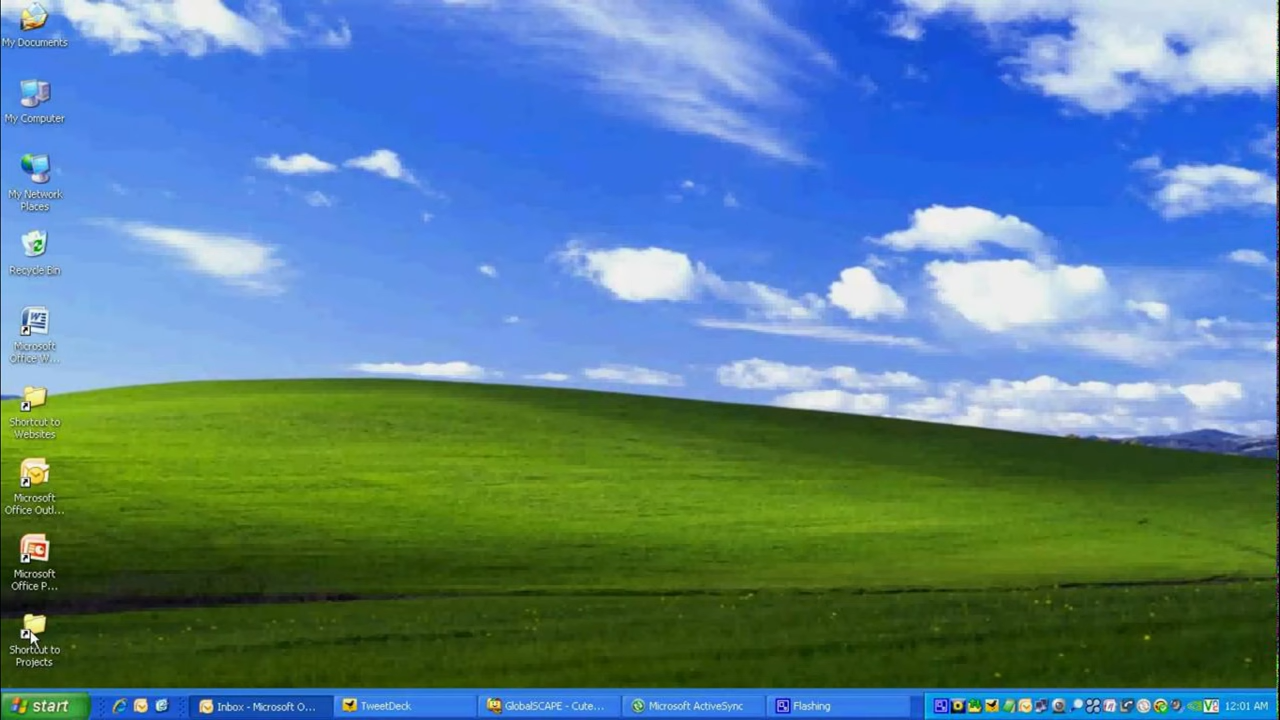 My Documents
My Computer
My Network
Places
Recycle Bin
Microsoft
Office W...
Shortcut to
Websites
Microsoft
Office Outl...
Microsoft
Office P...
Shortcut to
Projects
start
Inbox - Microsoft O...
TweetDeck
GlobalSCAPE - Cute...
Microsoft ActiveSync
Flashing
12:01 AM